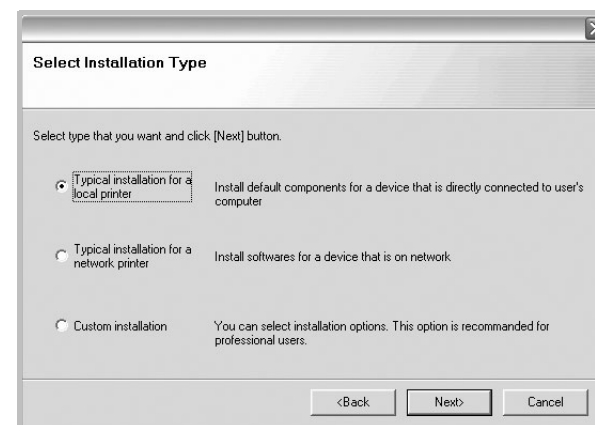 Select Installation Type
Select type that you want and click [Next] button.
Typical installation for a
local printer
Install default components for a device that is directly connected to user's
computer
Typical installation for a
network printer
Install softwares for a device that is on network
Custom installation
You can select installation options. This option is recommanded for
professional users.
<Back
Next>
Cancel